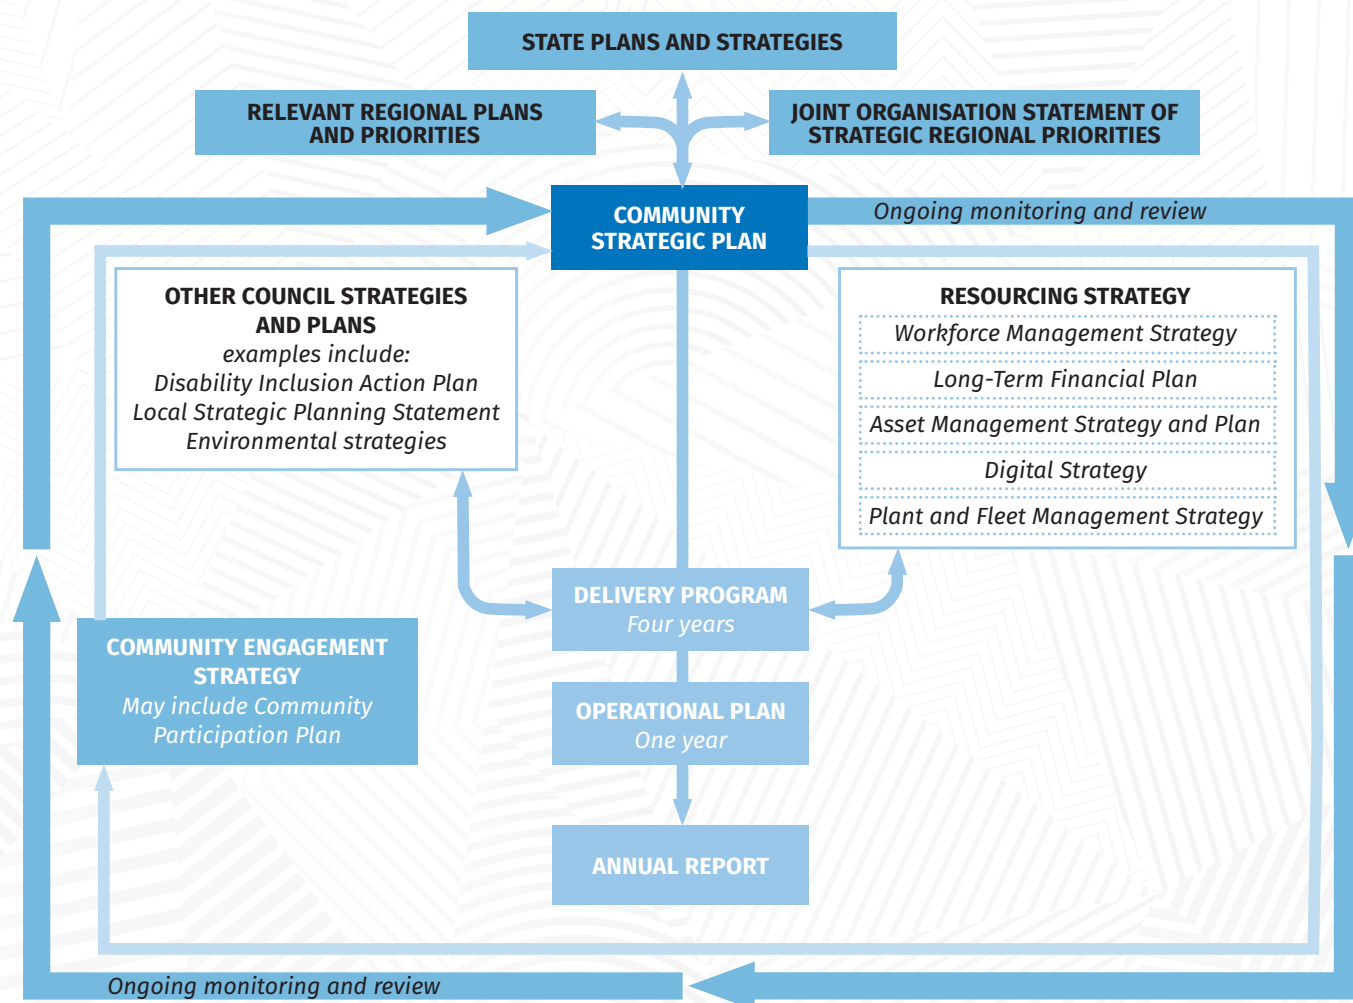 STATE PLANS AND STRATEGIES
RELEVANT REGIONAL PLANS
AND PRIORITIES
JOINT ORGANISATION STATEMENT OF
STRATEGIC REGIONAL PRIORITIES
COMMUNITY
STRATEGIC PLAN
Ongoing monitoring and review
OTHER COUNCIL STRATEGIES
AND PLANS
examples include:
Disability Inclusion Action Plan
Local Strategic Planning Statement
Environmental strategies
RESOURCING STRATEGY
Workforce Management Strategy
Long-Term Financial Plan
Asset Management Strategy and Plan
Digital Strategy
Plant and Fleet Management Strategy
DELIVERY PROGRAM
Four years
COMMUNITY ENGAGEMENT
STRATEGY
May include Community
Participation Plan
OPERATIONAL PLAN
One year
ANNUAL REPORT
Ongoing monitoring and review